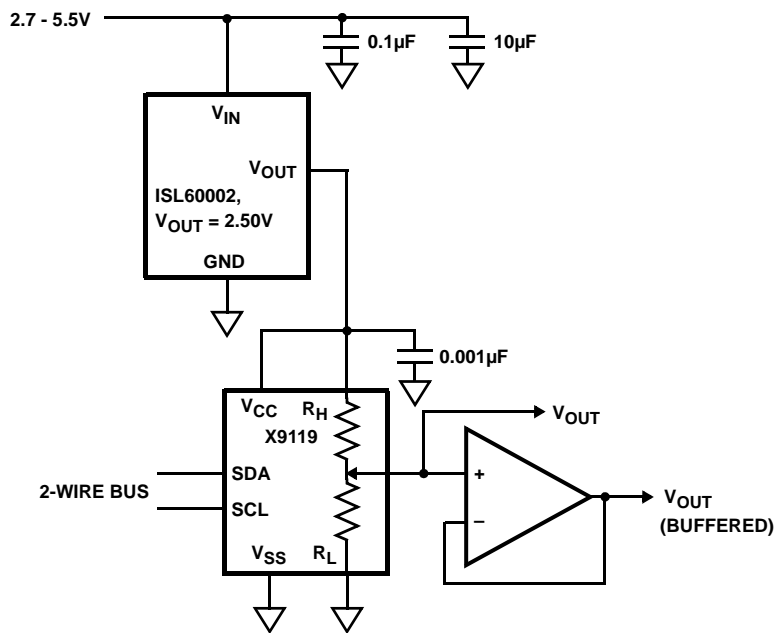 2.7 - 5.5V
0.1µF
10µF
VIN
VOUT
ISL60002,
VOUT = 2.50V
GND
0.001µF
VCC
RH
X9119
VOUT
2-WIRE BUS
SDA
SCL
+
−
VOUT
(BUFFERED)
VSS
RL